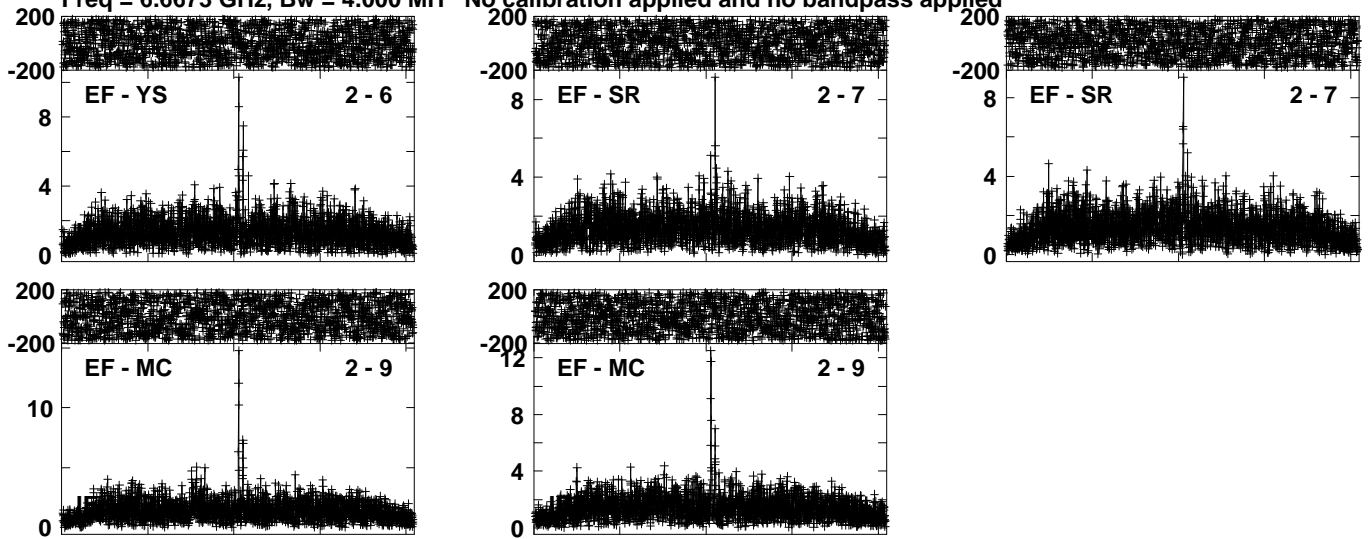 Freq = 6.6673 GHz, Bw = 4.000 MH No calibration applied and no bandpass applied
200 200 200
-200 -200 -200
EF - YS 2 - 6 EF - SR 2 - 7 EF - SR 2 - 7
8 8 8
4 4 4
0 0 0
200 200
-200 -200
12
EF - MC 2 - 9 EF - MC 2 - 9
10 8
4
0 0